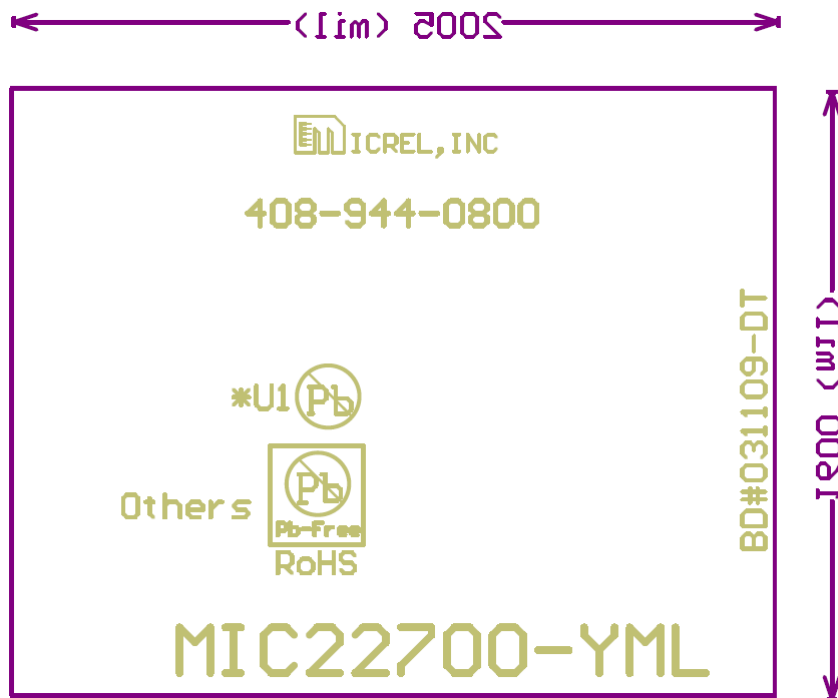 2005 (mil)
MICREL,INC
408-944-0800
BD#031109-DT
1600 (mil)
*U1 Pb
Others Pb
Pb-Free
RoHS
MIC22700-YML